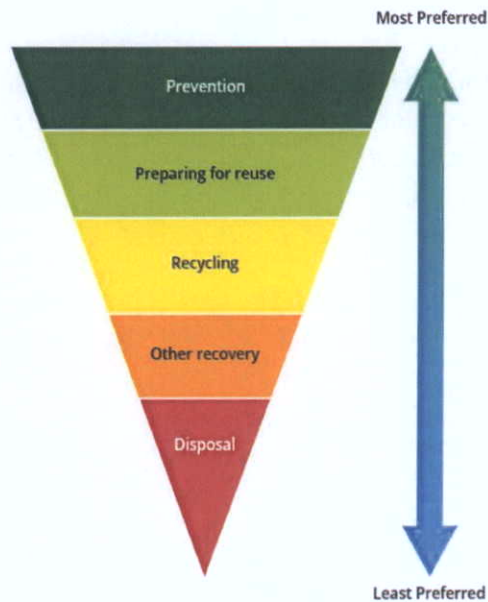 Most Preferred
Prevention
Preparing for reuse
Recycling
Other recovery
Disposal
Least Preferred